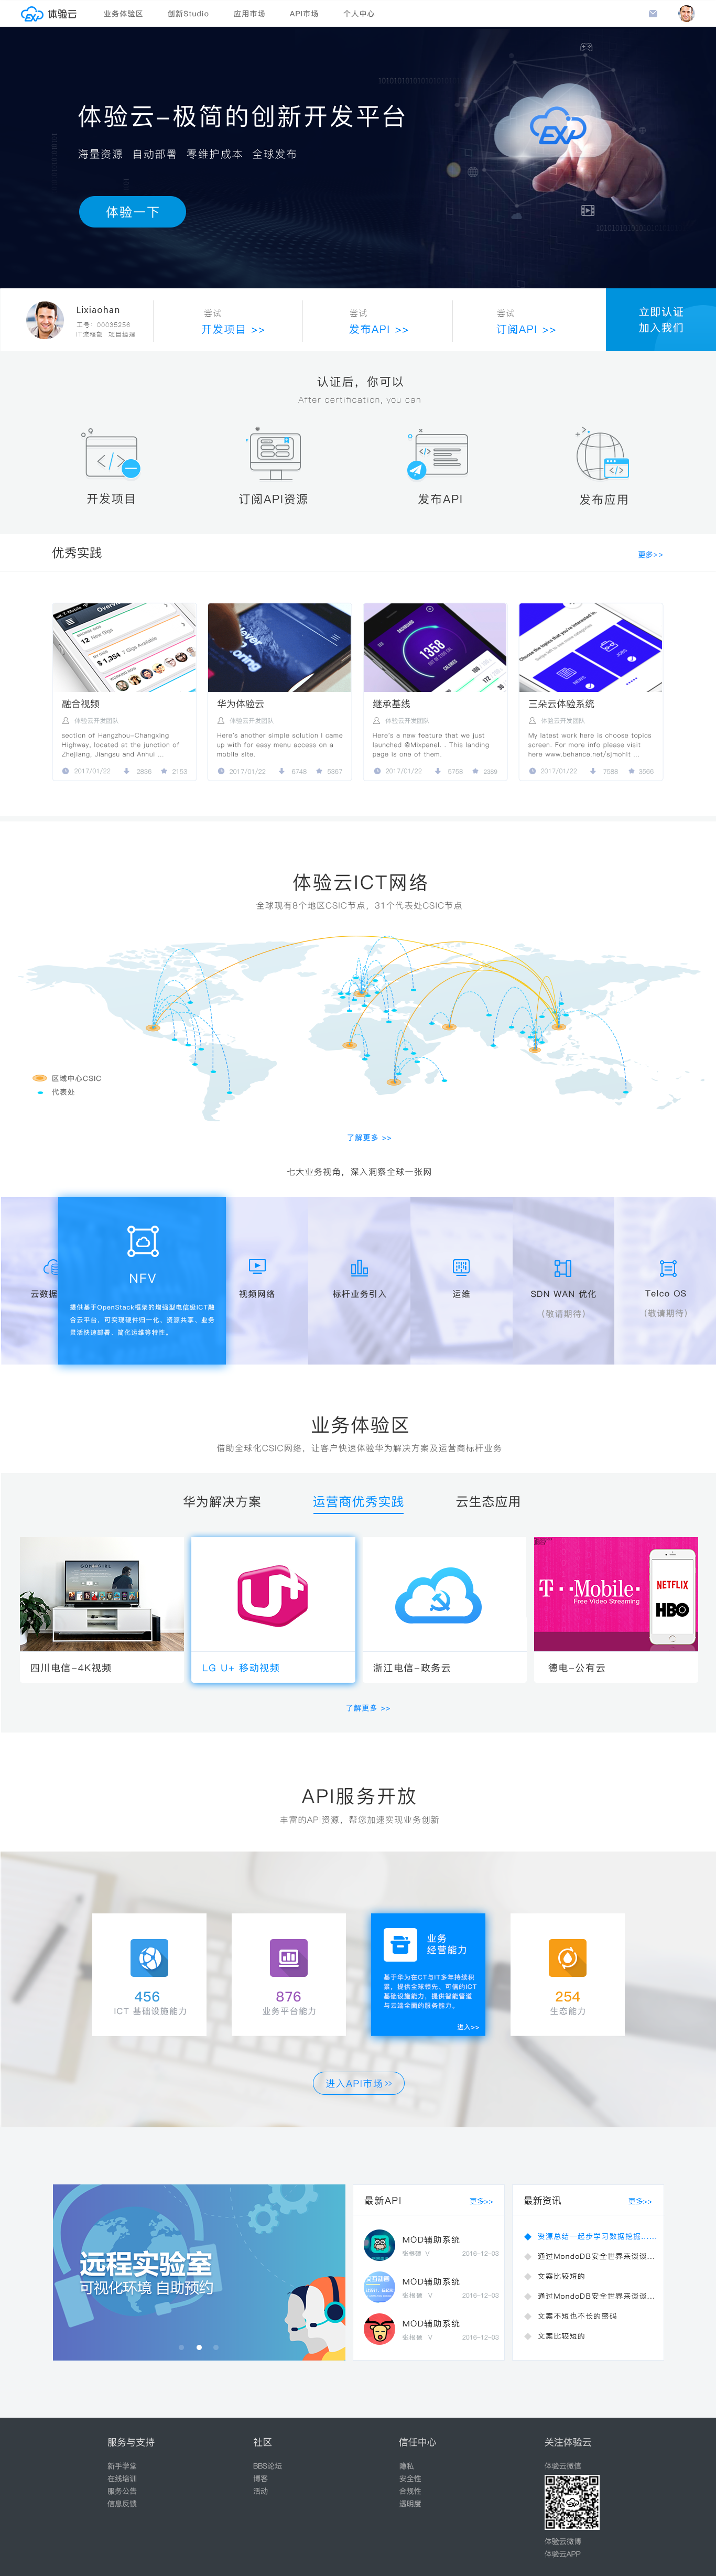 体验云
业务体验区
创新Studio
应用市场
API市场
个人中心
体验云-极简的创新开发平台
海量资源 自动部署 零维护成本 全球发布
体验一下
EXP
Lixiaohan
工号：00035256
IT流程部 项目经理
尝试
开发项目 >>
尝试
发布API >>
尝试
订阅API >>
立即认证
加入我们
认证后，你可以
After certification, you can
开发项目
订阅API资源
发布API
发布应用
优秀实践
更多>>
融合视频
体验云开发团队
section of Hangzhou-Changxing
Highway, located at the junction of
Zhejiang, Jiangsu and Anhui ...
2017/01/22 2836 2153
华为体验云
体验云开发团队
Here's another simple solution I came
up with for easy menu access on a
mobile site.
2017/01/22 6748 5367
继承基线
体验云开发团队
Here's a new feature that we just
launched @Mixpanel. . This landing
page is one of them.
2017/01/22 5758 2369
三朵云体验系统
体验云开发团队
My latest work here is choose topics
screen. For more info please visit
here www.behance.net/sjmohit ...
2017/01/22 7588 3586
体验云ICT网络
全球现有8个地区CSIC节点，31个代表处CSIC节点
区域中心CSIC
代表处
了解更多 >>
七大业务视角，深入洞察全球一张网
云数据
NFV
提供基于OpenStack框架的增强型电信级ICT融
合云平台，可实现硬件归一化、资源共享、业务
灵活快速部署、简化运维等特性。
视频网络
标杆业务引入
运维
SDN WAN 优化
（敬请期待）
Telco OS
（敬请期待）
业务体验区
借助全球化CSIC网络，让客户快速体验华为解决方案及运营商标杆业务
华为解决方案
运营商优秀实践
云生态应用
U+
T··Mobile·
Free Video Streaming
NETFLIX
HBO
四川电信-4K视频
LG U+ 移动视频
浙江电信-政务云
德电-公有云
了解更多 >>
API服务开放
丰富的API资源，帮您加速实现业务创新
456
ICT 基础设施能力
876
业务平台能力
业务
经营能力
基于华为在CT与IT多年持续积
累，提供全球领先、可信的ICT
基础设施能力，提供智能管道
与云端全面的服务能力。
进入>>
254
生态能力
进入API市场>>
远程实验室
可视化环境 自助预约
最新API
更多>>
MOD辅助系统
张根硕 V 2016-12-03
MOD辅助系统
张根硕 V 2016-12-03
MOD辅助系统
张根硕 V 2016-12-03
最新资讯
更多>>
资源总结一起步学习数据挖掘......
通过MondoDB安全世界来谈谈...
文案比较短的
通过MondoDB安全世界来谈谈...
文案不短也不长的密码
文案比较短的
服务与支持
新手学堂
在线培训
服务公告
信息反馈
社区
BBS论坛
博客
活动
信任中心
隐私
安全性
合规性
透明度
关注体验云
体验云微信
体验云微博
体验云APP